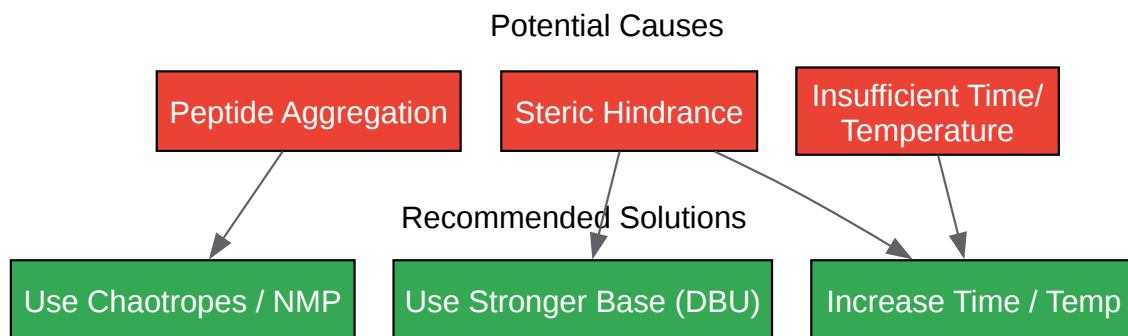 Potential Causes
Peptide Aggregation
Steric Hindrance
Insufficient Time/
Temperature
Recommended Solutions
Use Chaotropes / NMP
Use Stronger Base (DBU)
Increase Time / Temp